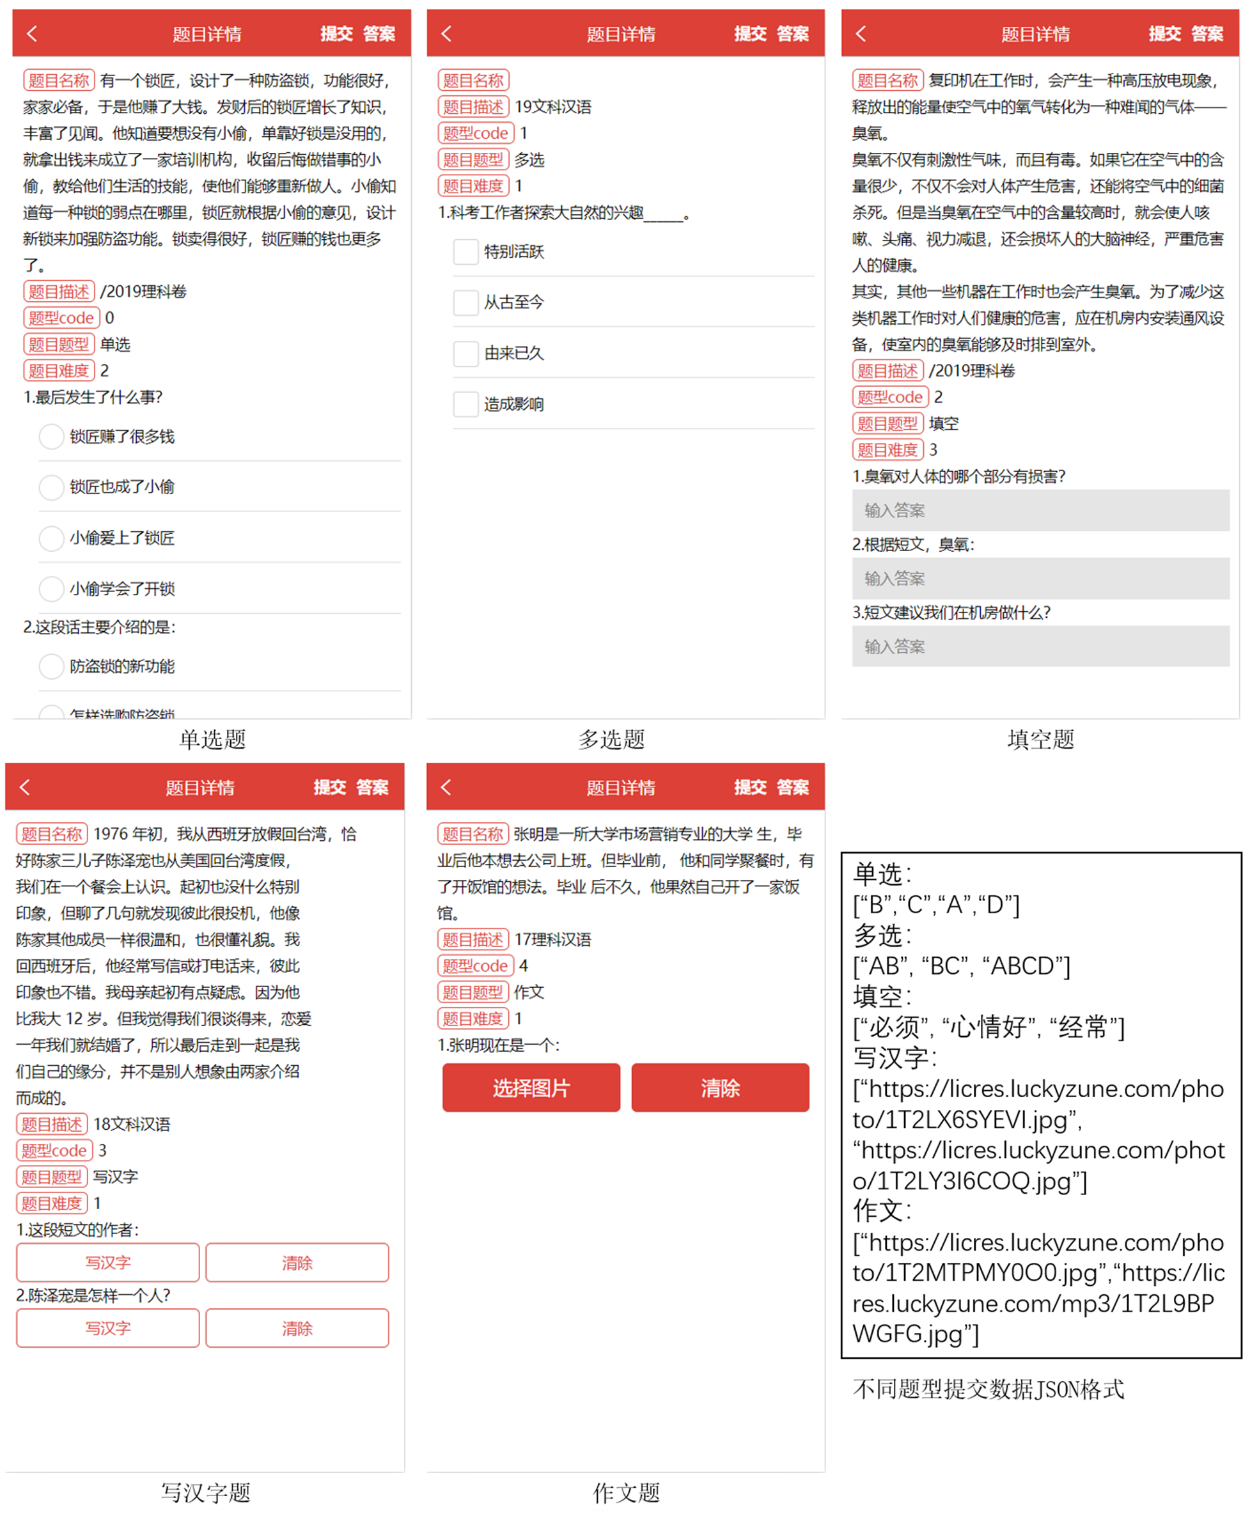 题目详情 提交 答案
题目名称 有一个锁匠，设计了一种防盗锁，功能很好，
家家必备，于是他赚了大钱。发财后的锁匠增长了知识，
丰富了见闻。他知道要想没有小偷，单靠好锁是没用的，
就拿出钱来成立了一家培训机构，收留后悔做错事的小
偷，教给他们生活的技能，使他们能够重新做人。小偷知
道每一种锁的弱点在哪里，锁匠就根据小偷的意见，设计
新锁来加强防盗功能。锁卖得很好，锁匠赚的钱也更多
了。
题目描述 /2019理科卷
题型code 0
题目题型 单选
题目难度 2
1.最后发生了什么事?
锁匠赚了很多钱
锁匠也成了小偷
小偷爱上了锁匠
小偷学会了开锁
2.这段话主要介绍的是：
防盗锁的新功能
怎样选购防盗锁
单选题
题目详情 提交 答案
题目名称
题目描述 19文科汉语
题型code 1
题目题型 多选
题目难度 1
1.科考工作者探索大自然的兴趣_____。
特别活跃
从古至今
由来已久
造成影响
多选题
题目详情 提交 答案
题目名称 复印机在工作时，会产生一种高压放电现象，
释放出的能量使空气中的氧气转化为一种难闻的气体——
臭氧。
臭氧不仅有刺激性气味，而且有毒。如果它在空气中的含
量很少，不仅不会对人体产生危害，还能将空气中的细菌
杀死。但是当臭氧在空气中的含量较高时，就会使人咳
嗽、头痛、视力减退，还会损坏人的大脑神经，严重危害
人的健康。
其实，其他一些机器在工作时也会产生臭氧。为了减少这
类机器工作时对人们健康的危害，应在机房内安装通风设
备，使室内的臭氧能够及时排到室外。
题目描述 /2019理科卷
题型code 2
题目题型 填空
题目难度 3
1.臭氧对人体的哪个部分有损害?
输入答案
2.根据短文，臭氧：
输入答案
3.短文建议我们在机房做什么?
输入答案
填空题
题目详情 提交 答案
题目名称 1976 年初，我从西班牙放假回台湾，恰
好陈家三儿子陈泽宠也从美国回台湾度假，
我们在一个餐会上认识。起初也没什么特别
印象，但聊了几句就发现彼此很投机，他像
陈家其他成员一样很温和，也很懂礼貌。我
回西班牙后，他经常写信或打电话来，彼此
印象也不错。我母亲起初有点疑虑。因为他
比我大 12 岁。但我觉得我们很谈得来，恋爱
一年我们就结婚了，所以最后走到一起是我
们自己的缘分，并不是别人想象由两家介绍
而成的。
题目描述 18文科汉语
题型code 3
题目题型 写汉字
题目难度 1
1.这段短文的作者：
写汉字 清除
2.陈泽宠是怎样一个人?
写汉字 清除
写汉字题
题目详情 提交 答案
题目名称 张明是一所大学市场营销专业的大学 生，毕
业后他本想去公司上班。但毕业前， 他和同学聚餐时，有
了开饭馆的想法。毕业 后不久，他果然自己开了一家饭
馆。
题目描述 17理科汉语
题型code 4
题目题型 作文
题目难度 1
1.张明现在是一个：
选择图片 清除
作文题
单选：
[“B”,“C”,“A”,“D”]
多选：
[“AB”, “BC”, “ABCD”]
填空：
[“必须”, “心情好”, “经常”]
写汉字：
[“https://licres.luckyzune.com/pho
to/1T2LX6SYEVI.jpg”,
“https://licres.luckyzune.com/phot
o/1T2LY3I6COQ.jpg”]
作文：
[“https://licres.luckyzune.com/pho
to/1T2MTPMY0O0.jpg”,“https://lic
res.luckyzune.com/mp3/1T2L9BP
WGFG.jpg”]
不同题型提交数据JSON格式